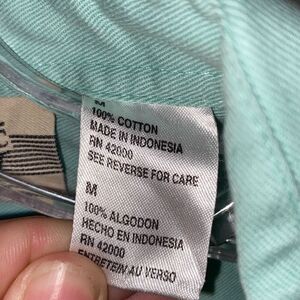 M
100% COTTON
MADE IN INDONESIA
RN 42000
SEE REVERSE FOR CARE
M
100% ALGODON
HECHO EN INDONESIA
RN 42000
ENTRETEIN AU VERSO